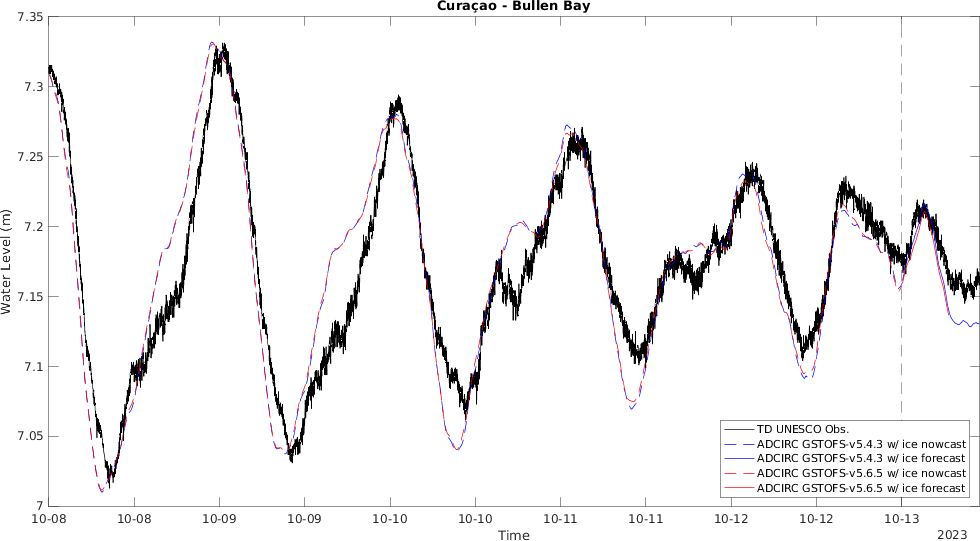 Curaçao - Bullen Bay
7.35
7.3
7.25
7.2
7.15
7.1
7.05
7
Water Level (m)
TD UNESCO Obs.
ADCIRC GSTOFS-v5.4.3 w/ ice nowcast
ADCIRC GSTOFS-v5.4.3 w/ ice forecast
ADCIRC GSTOFS-v5.6.5 w/ ice nowcast
ADCIRC GSTOFS-v5.6.5 w/ ice forecast
10-08 10-08 10-09 10-09 10-10 10-10 10-11 10-11 10-12 10-12 10-13
Time
2023